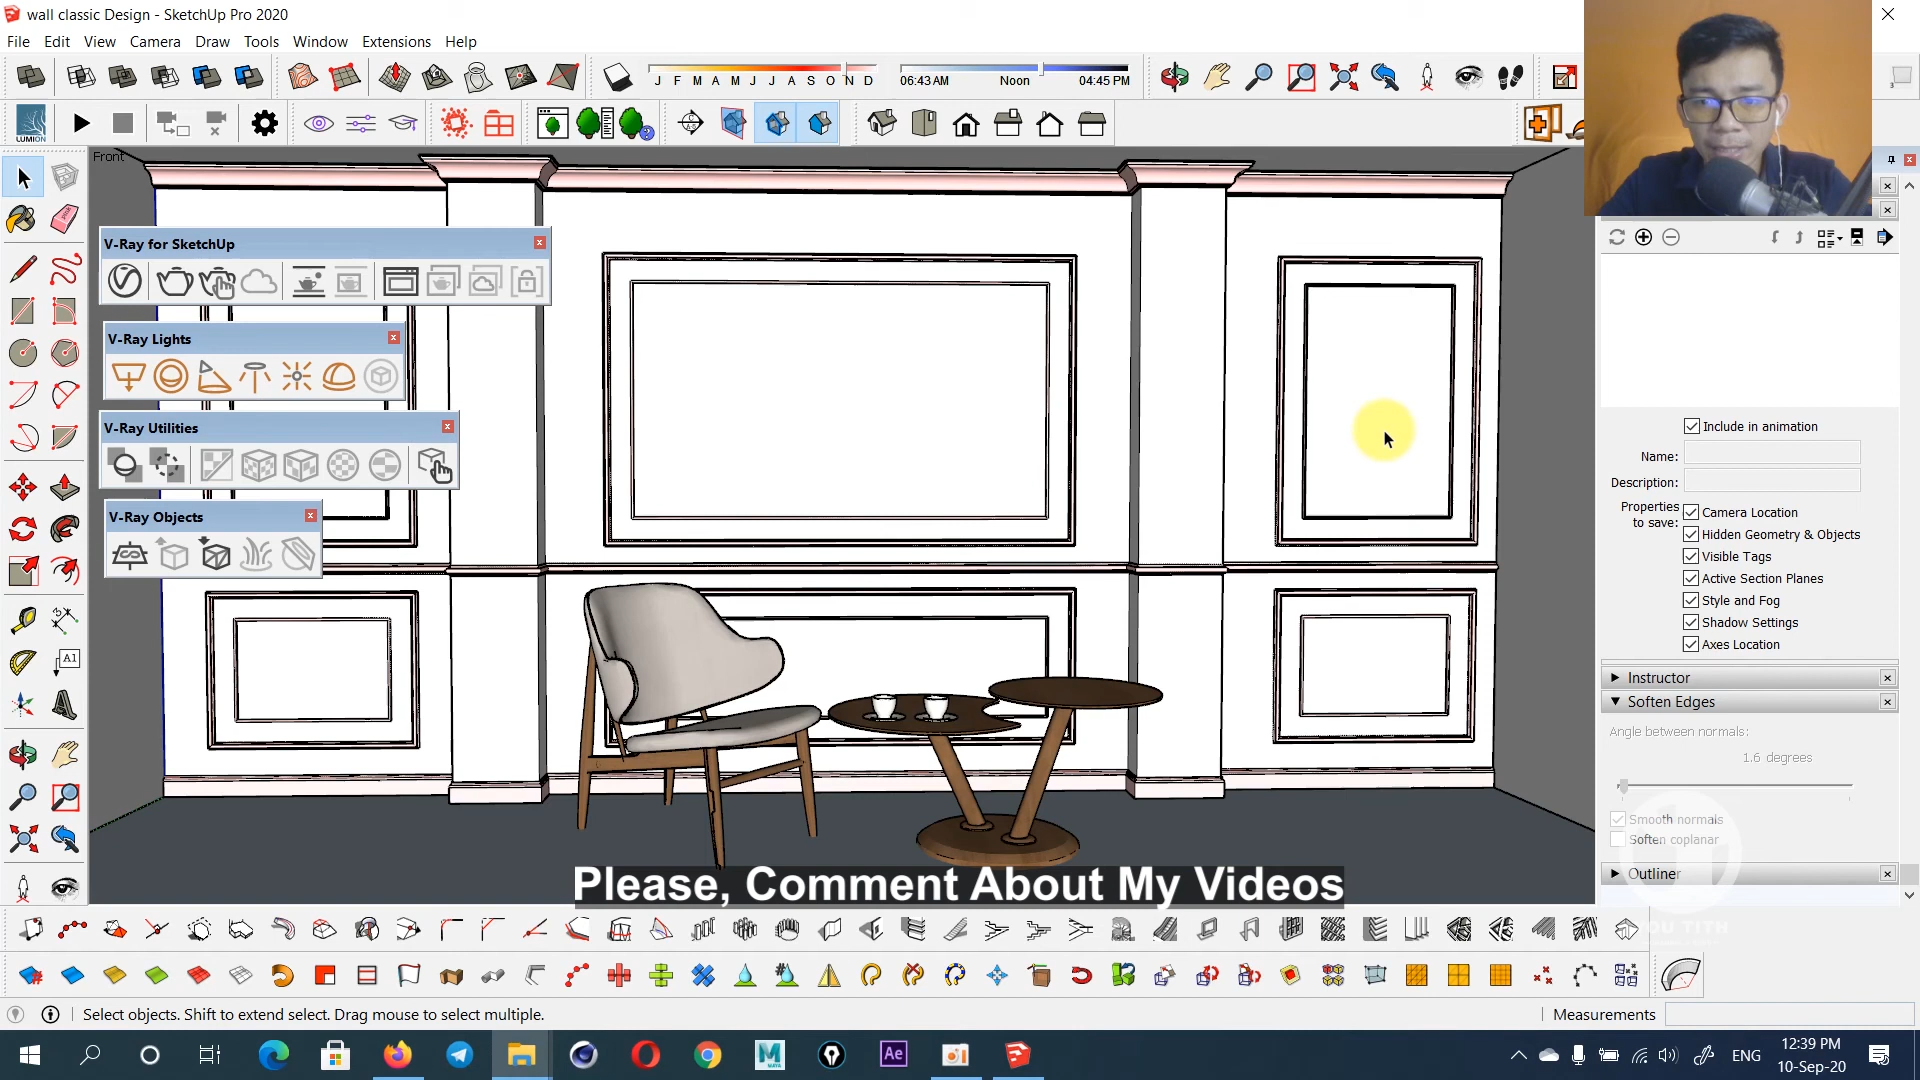 wall classic Design - SketchUp Pro 2020
File Edit View Camera Draw Tools Window Extensions Help
J F M A M J J A S O N D
06:43 AM Noon 04:45 PM
LUMION
Front
V-Ray for SketchUp
V-Ray Lights
V-Ray Utilities
V-Ray Objects
A1
Include in animation
Name:
Description:
Properties to save:
Camera Location
Hidden Geometry & Objects
Visible Tags
Active Section Planes
Style and Fog
Shadow Settings
Axes Location
Instructor
Soften Edges
Angle between normals:
1.6 degrees
Smooth normals
Soften coplanar
Outliner
Please, Comment About My Videos
Select objects. Shift to extend select. Drag mouse to select multiple.
Measurements
MAYA
Ae
ENG
12:39 PM
10-Sep-20